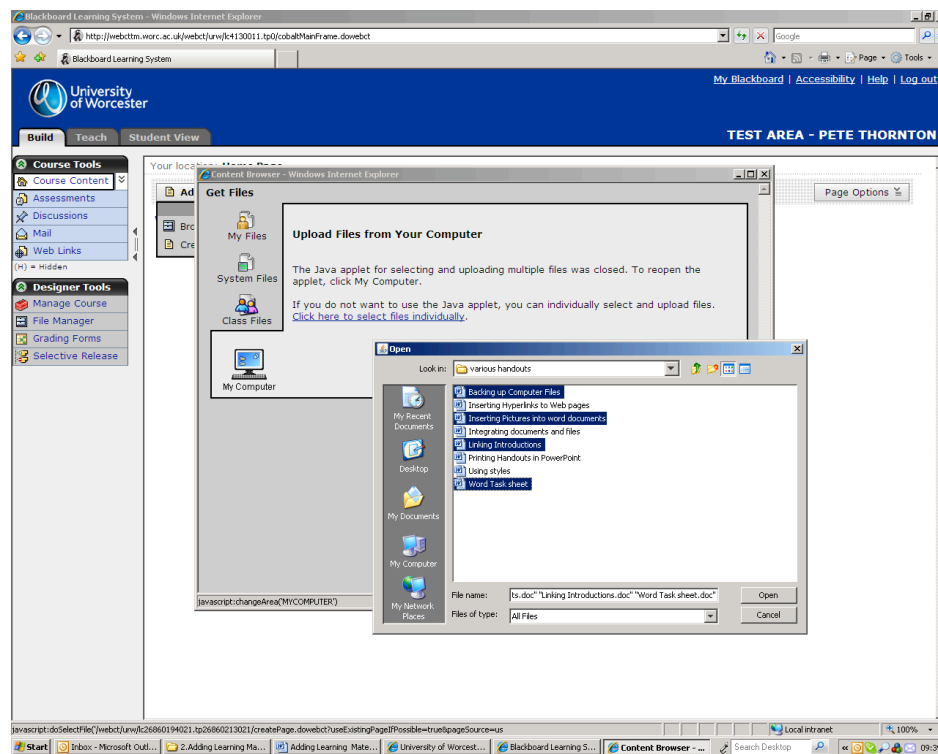 Blackboard Learning System - Windows Internet Explorer
http://webcttm.worc.ac.uk/webct/urw/lc4130011.tp0/cobaltMainFrame.dowebct
Google
Blackboard Learning System
Page
Tools
My Blackboard | Accessibility | Help | Log out
University
of Worcester
Build
Teach
Student View
TEST AREA - PETE THORNTON
Course Tools
Course Content
Assessments
Discussions
Mail
Web Links
(H) = Hidden
Designer Tools
Manage Course
File Manager
Grading Forms
Selective Release
Your location: Home Page
Ad
Bro
Cre
Page Options
Content Browser - Windows Internet Explorer
Get Files
My Files
System Files
Class Files
My Computer
Upload Files from Your Computer
The Java applet for selecting and uploading multiple files was closed. To reopen the
applet, click My Computer.
If you do not want to use the Java applet, you can individually select and upload files.
Click here to select files individually.
javascript:changeArea('MYCOMPUTER')
Open
Look in:
various handouts
My Recent
Documents
Desktop
My Documents
My Computer
My Network
Places
Backing up Computer Files
Inserting Hyperlinks to Web pages
Inserting Pictures into word documents
Integrating documents and files
Linking Introductions
Printing Handouts in PowerPoint
Using styles
Word Task sheet
File name:
ts.doc" "Linking Introductions.doc" "Word Task sheet.doc"
Open
Files of type:
All Files
Cancel
javascript:doSelectFile('/webct/urw/lc26860194021.tp26860213021/createPage.dowebct?useExistingPageIfPossible=true&pageSource=us
Local intranet
100%
Start
Inbox - Microsoft Outl...
2.Adding Learning Ma...
Adding Learning Mate...
University of Worcest...
Blackboard Learning S...
Content Browser - ...
Search Desktop